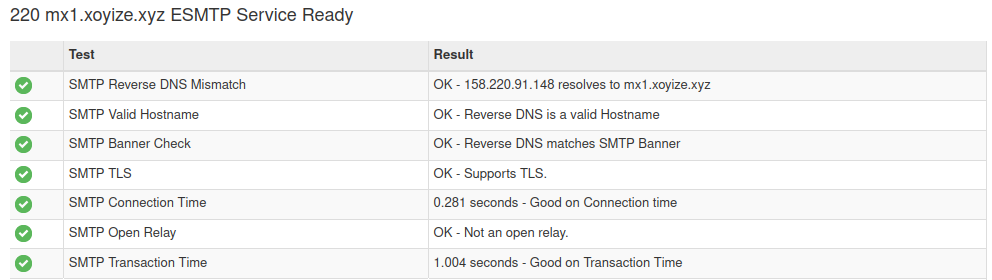 220 mx1.xoyize.xyz ESMTP Service Ready
Test Result
SMTP Reverse DNS Mismatch OK - 158.220.91.148 resolves to mx1.xoyize.xyz
SMTP Valid Hostname OK - Reverse DNS is a valid Hostname
SMTP Banner Check OK - Reverse DNS matches SMTP Banner
SMTP TLS OK - Supports TLS.
SMTP Connection Time 0.281 seconds - Good on Connection time
SMTP Open Relay OK - Not an open relay.
SMTP Transaction Time 1.004 seconds - Good on Transaction Time